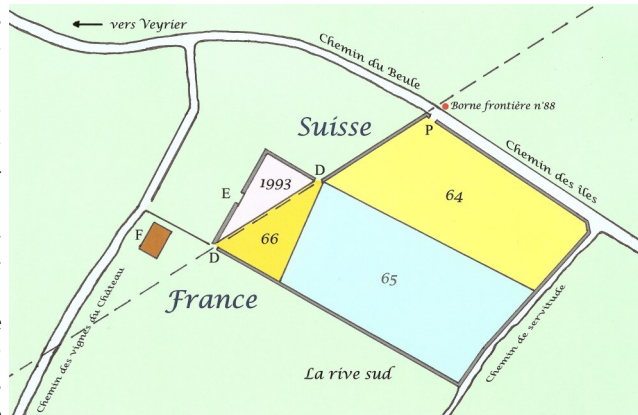 vers Veyrier
Chemin du Beule
Borne frontière n°88
Suisse
P
Chemin des îles
D
1993
E
64
66
F
D
65
France
Chemin des vignes du Château
La rive sud
Chemin de servitude